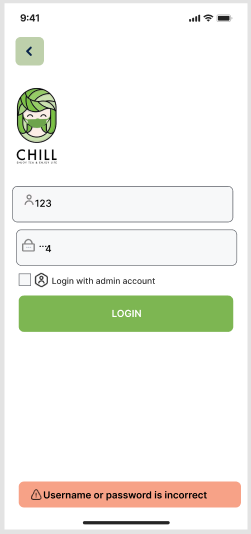 9:41
CHILL
123
...4
Login with admin account
LOGIN
Username or password is incorrect